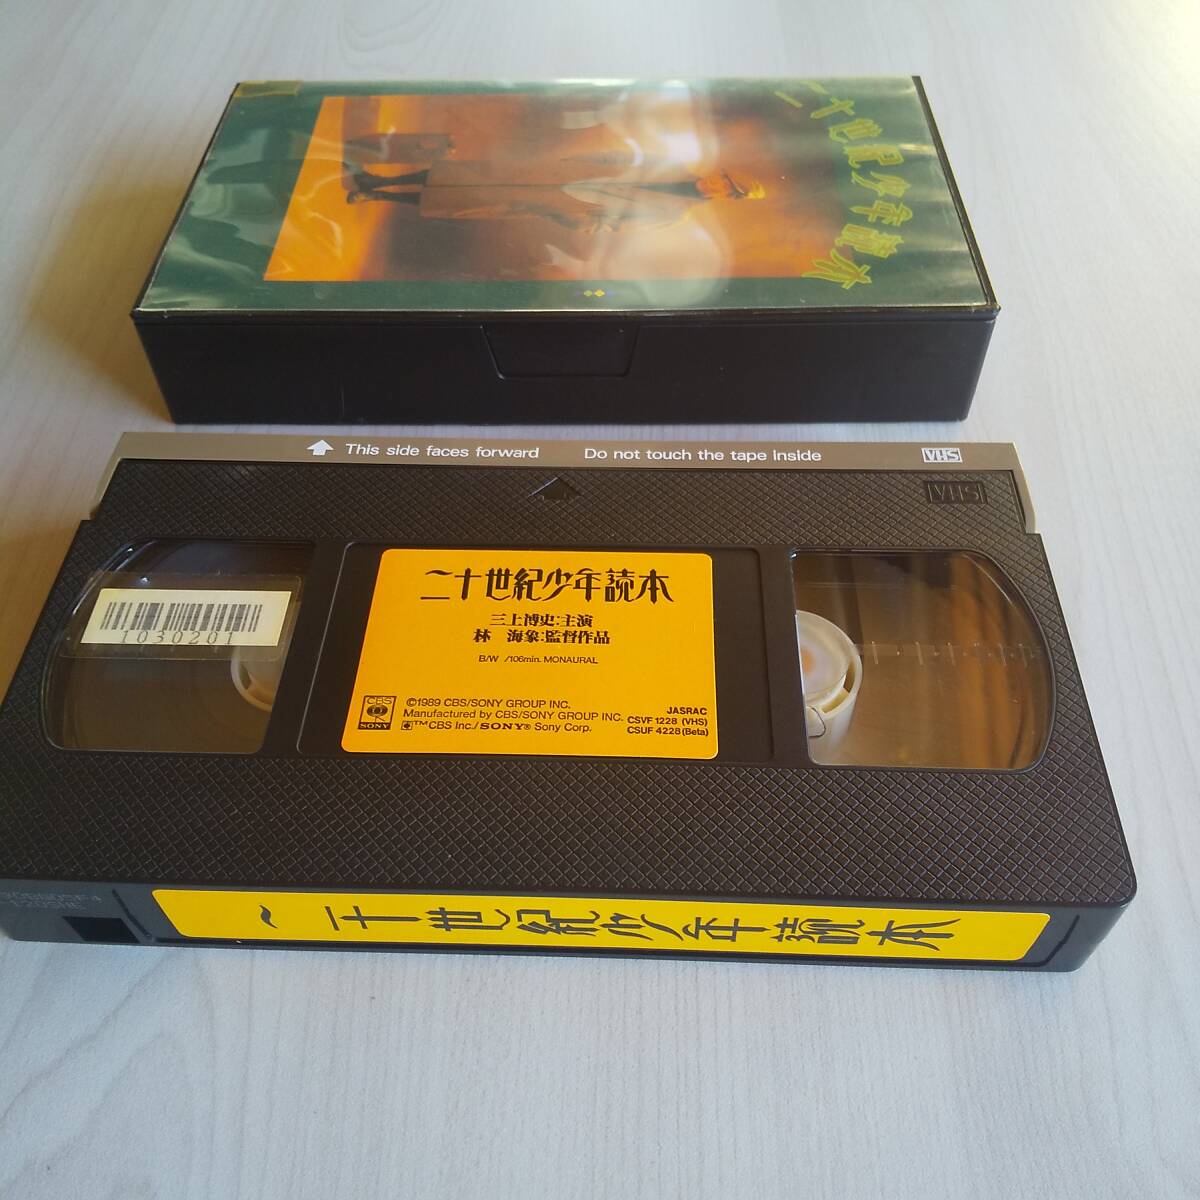 二十世紀少年読本
This side faces forward Do not touch the tape inside VHS
VHS
1030201
二十世紀少年読本
三上博史:主演
林 海象:監督作品
B/W /106min. MONAURAL
CBS
SONY
©1989 CBS/SONY GROUP INC.
Manufactured by CBS/SONY GROUP INC.
™CBS Inc./SONY® Sony Corp.
JASRAC
CSVF 1228 (VHS)
CSUF 4228 (Beta)
二十世紀少年読本